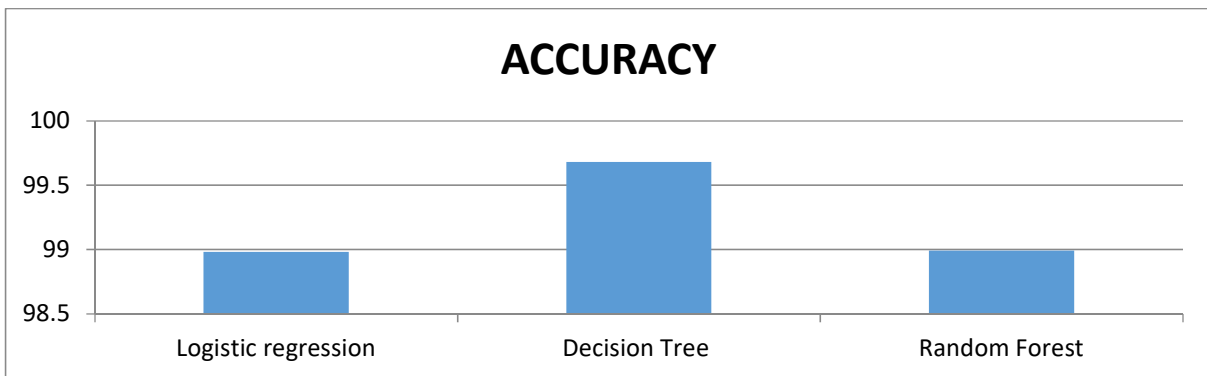 ACCURACY
100
99.5
99
98.5
Logistic regression
Decision Tree
Random Forest